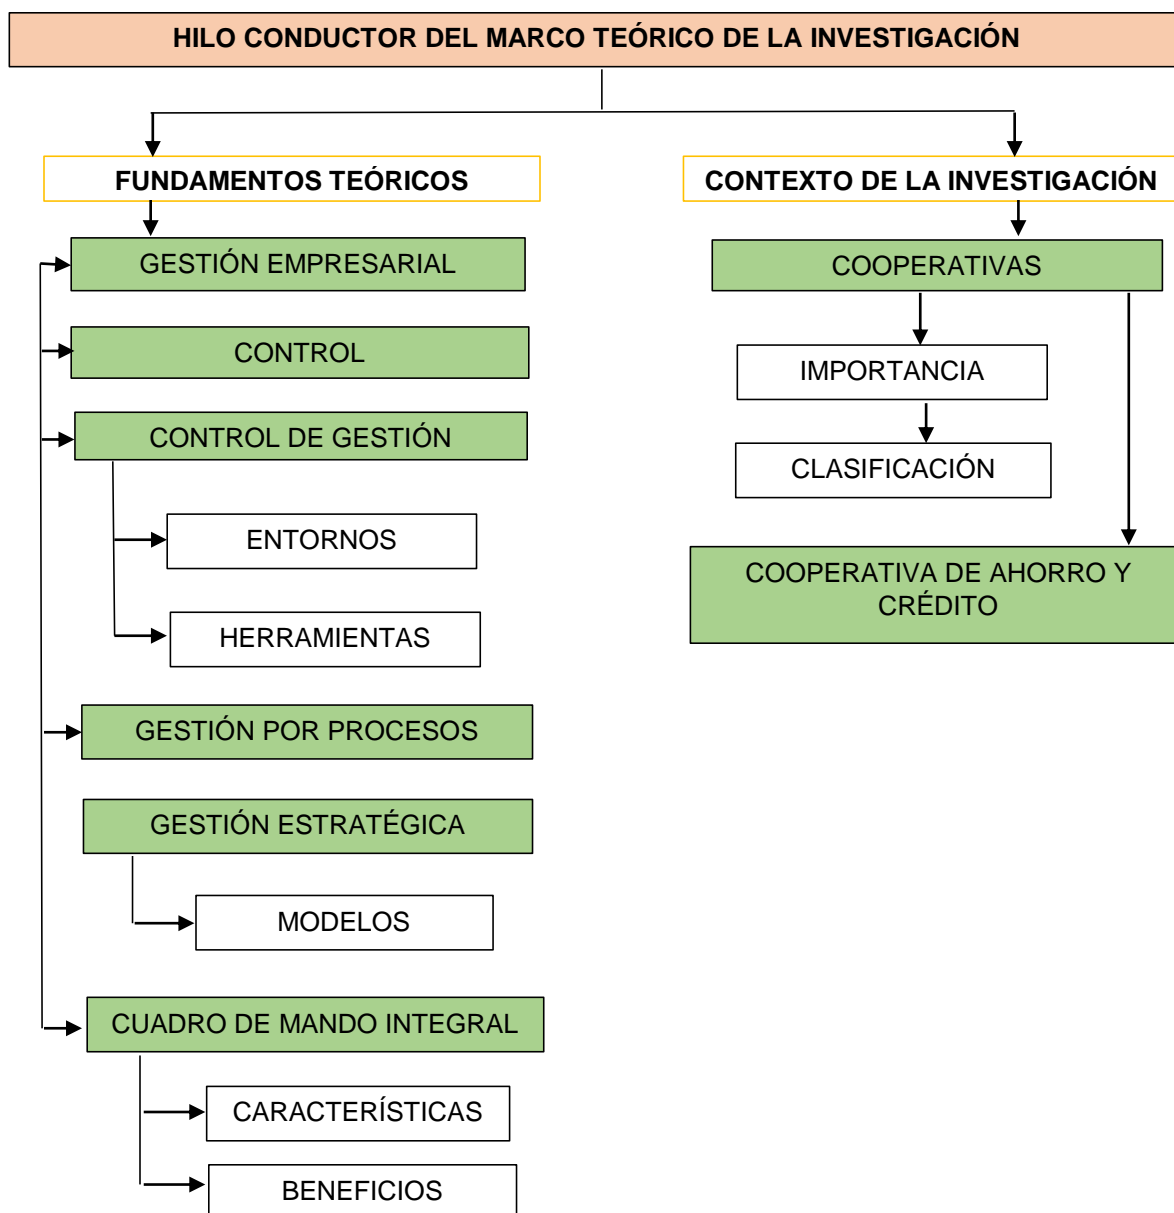 HILO CONDUCTOR DEL MARCO TEÓRICO DE LA INVESTIGACIÓN
FUNDAMENTOS TEÓRICOS
GESTIÓN EMPRESARIAL
CONTROL
CONTROL DE GESTIÓN
ENTORNOS
HERRAMIENTAS
GESTIÓN POR PROCESOS
GESTIÓN ESTRATÉGICA
MODELOS
CUADRO DE MANDO INTEGRAL
CARACTERÍSTICAS
BENEFICIOS
CONTEXTO DE LA INVESTIGACIÓN
COOPERATIVAS
IMPORTANCIA
CLASIFICACIÓN
COOPERATIVA DE AHORRO Y
CRÉDITO